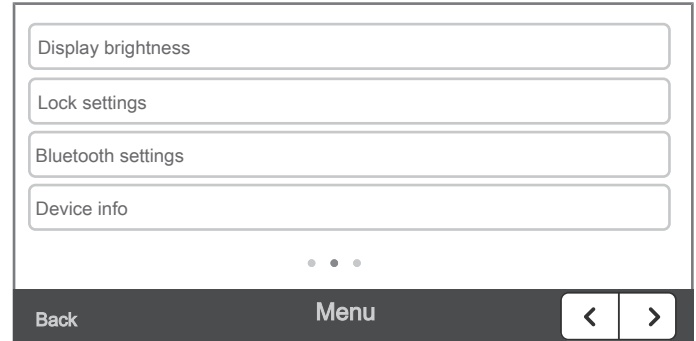 Display brightness
Lock settings
Bluetooth settings
Device info
Back
Menu